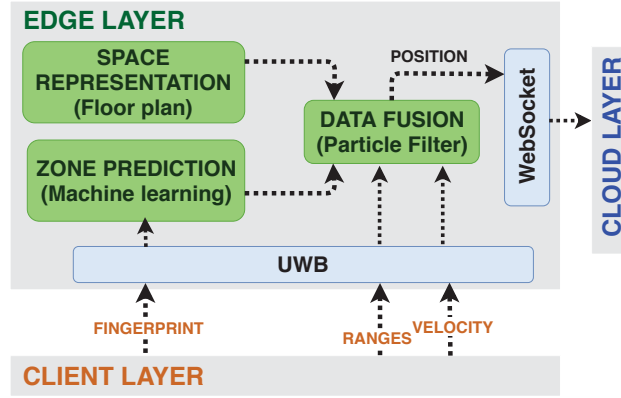 EDGE LAYER
SPACE
REPRESENTATION
(Floor plan)
POSITION
DATA FUSION
(Particle Filter)
WebSocket
CLOUD LAYER
ZONE PREDICTION
(Machine learning)
UWB
FINGERPRINT
RANGES
VELOCITY
CLIENT LAYER